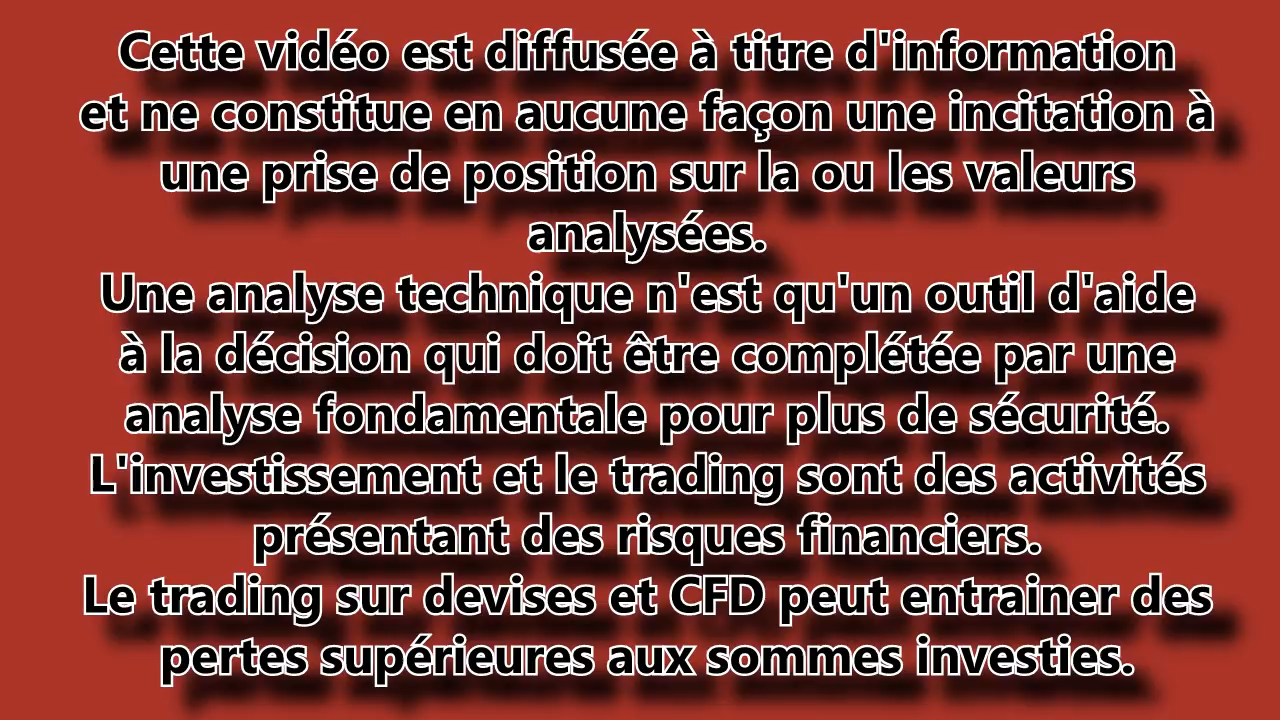 Cette vidéo est diffusée à titre d'information
et ne constitue en aucune façon une incitation à
une prise de position sur la ou les valeurs
analysées.
Une analyse technique n'est qu'un outil d'aide
à la décision qui doit être complétée par une
analyse fondamentale pour plus de sécurité.
L'investissement et le trading sont des activités
présentant des risques financiers.
Le trading sur devises et CFD peut entrainer des
pertes supérieures aux sommes investies.